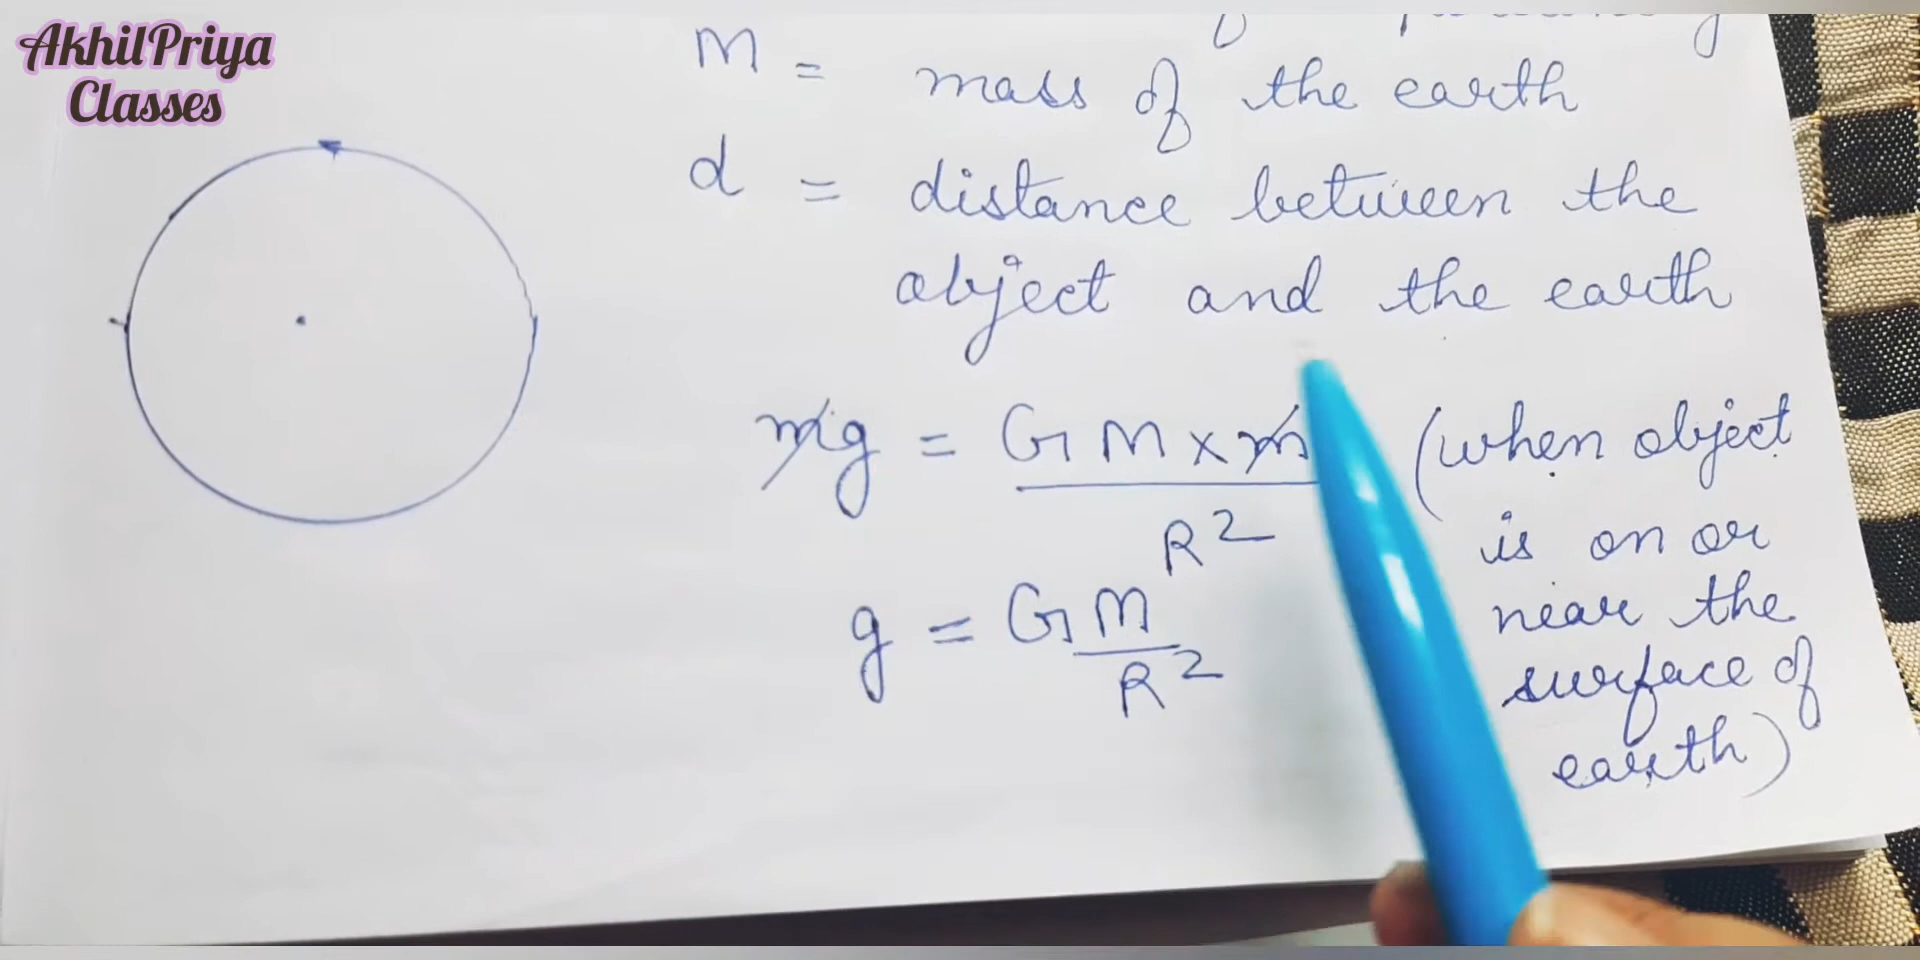 AkhilPriya
Classes
M = mass of the earth
d = distance between the
object and the earth
mg = GM x m (when object
R² is on or
g = GM near the
R² surface of
earth)